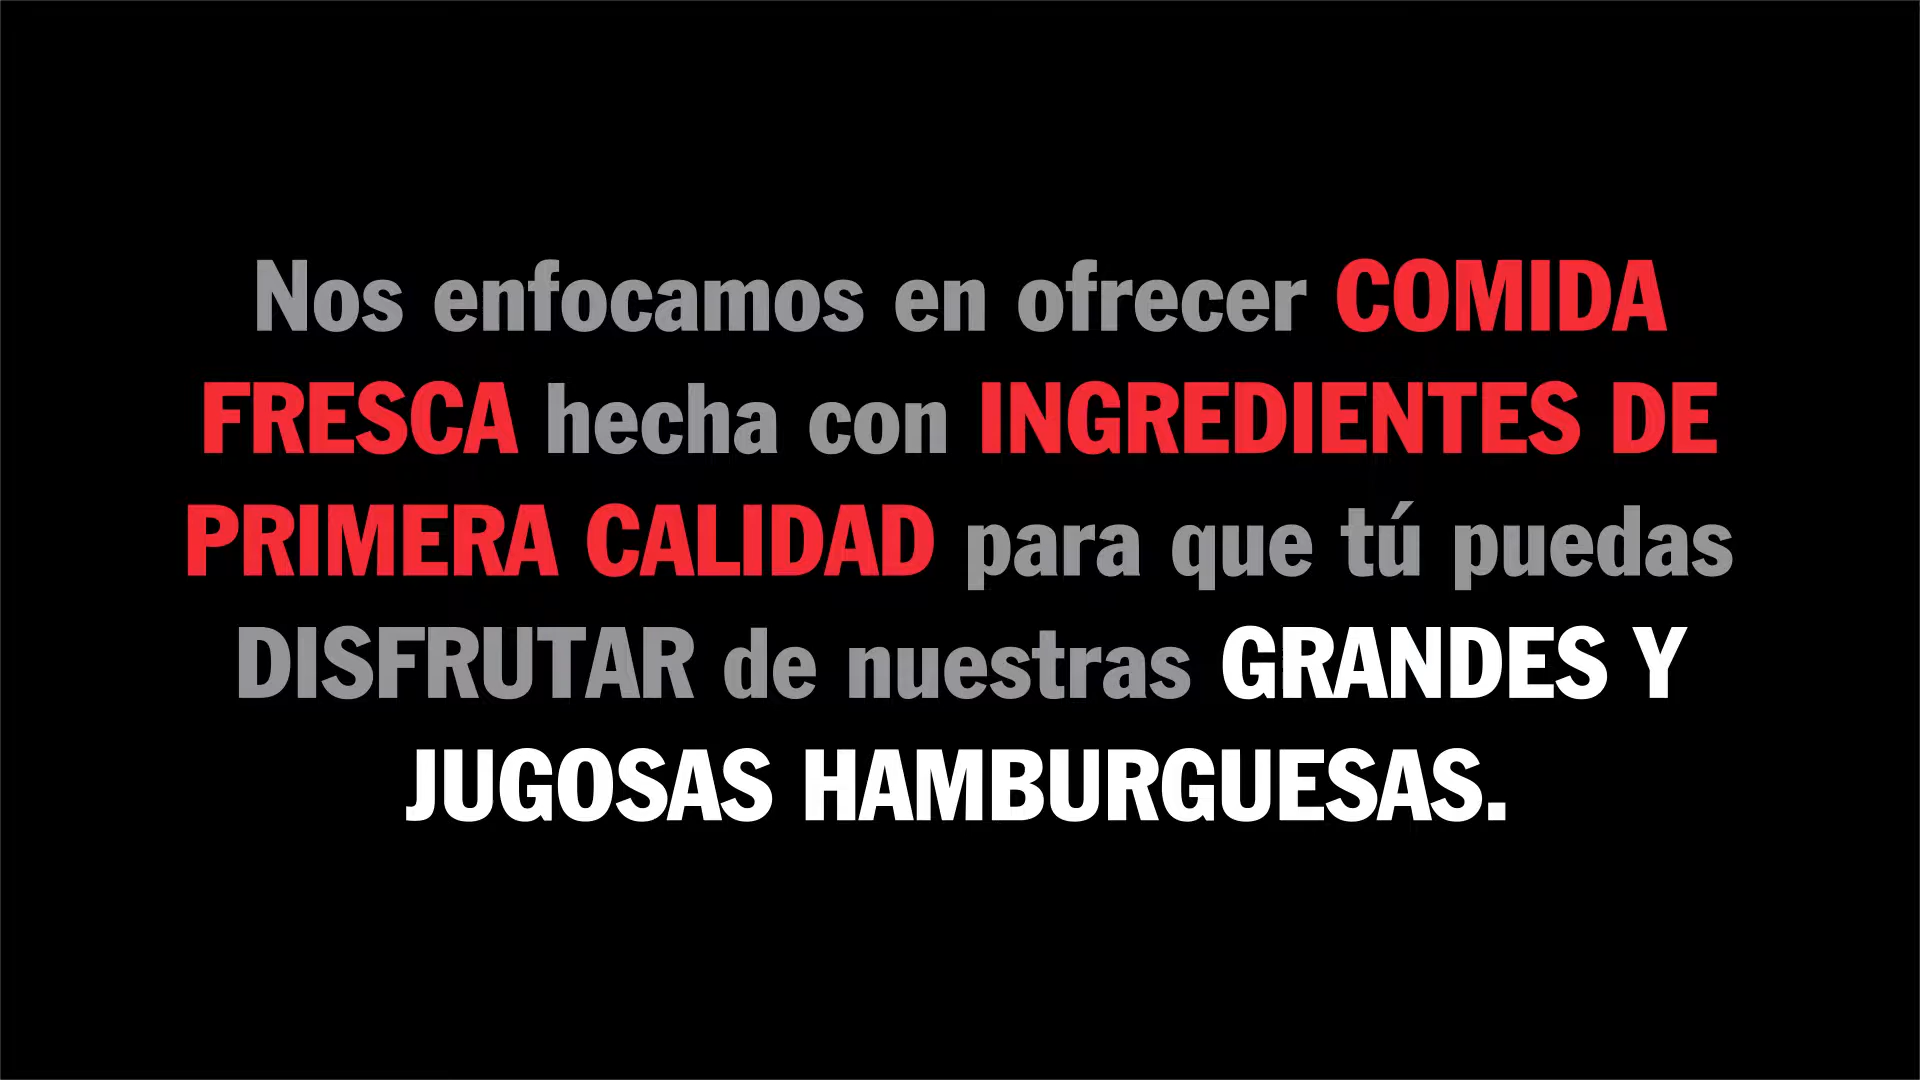 Nos enfocamos en ofrecer COMIDA
FRESCA hecha con INGREDIENTES DE
PRIMERA CALIDAD para que tú puedas
DISFRUTAR de nuestras GRANDES Y
JUGOSAS HAMBURGUESAS.